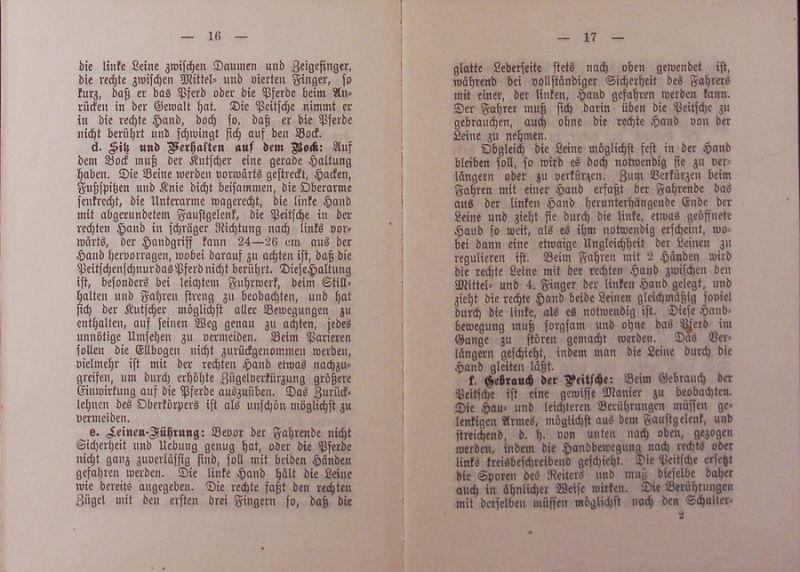 — 16 —
die linke Leine zwischen Daumen und Zeigefinger,
die rechte zwischen Mittel- und vierten Finger, so
kurz, daß er das Pferd oder die Pferde beim An-
rücken in der Gewalt hat. Die Peitsche nimmt er
in die rechte Hand, doch so, daß er die Pferde
nicht berührt und schwingt sich auf den Bock.
d. Sitz und Verhalten auf dem Bock: Auf
dem Bock muß der Kutscher eine gerade Haltung
haben. Die Beine werden vorwärts gestreckt, Hacken,
Fußspitzen und Knie dicht beisammen, die Oberarme
senkrecht, die Unterarme wagerecht, die linke Hand
mit abgerundetem Faustgelenk, die Peitsche in der
rechten Hand in schräger Richtung nach links vor-
wärts, der Handgriff kann 24—26 cm aus der
Hand hervorragen, wobei darauf zu achten ist, daß die
Peitschenschnur das Pferd nicht berührt. Diese Haltung
ist, besonders bei leichtem Fuhrwerk, beim Still-
halten und Fahren streng zu beobachten, und hat
sich der Kutscher möglichst aller Bewegungen zu
enthalten, auf seinen Weg genau zu achten, jedes
unnötige Umsehen zu vermeiden. Beim Parieren
sollen die Ellbogen nicht zurückgenommen werden,
vielmehr ist mit der rechten Hand etwas nachzu-
greifen, um durch erhöhte Zügelverkürzung größere
Einwirkung auf die Pferde auszuüben. Das Zurück-
lehnen des Oberkörpers ist als unschön möglichst zu
vermeiden.
e. Leinen-Führung: Bevor der Fahrende nicht
Sicherheit und Uebung genug hat, oder die Pferde
nicht ganz zuverlässig sind, soll mit beiden Händen
gefahren werden. Die linke Hand hält die Leine
wie bereits angegeben. Die rechte faßt den rechten
Zügel mit den ersten drei Fingern so, daß die
— 17 —
glatte Lederseite stets nach oben gewendet ist,
während bei vollständiger Sicherheit des Fahrers
mit einer, der linken, Hand gefahren werden kann.
Der Fahrer muß sich darin üben die Peitsche zu
gebrauchen, auch ohne die rechte Hand von der
Leine zu nehmen.
Obgleich die Leine möglichst fest in der Hand
bleiben soll, so wird es doch notwendig sie zu ver-
längern oder zu verkürzen. Zum Verkürzen beim
Fahren mit einer Hand erfaßt der Fahrende das
aus der linken Hand herunterhängende Ende der
Leine und zieht sie durch die linke, etwas geöffnete
Hand so weit, als es ihm notwendig erscheint, wo-
bei dann eine etwaige Ungleichheit der Leinen zu
regulieren ist. Beim Fahren mit 2 Händen wird
die rechte Leine mit der rechten Hand zwischen den
Mittel- und 4. Finger der linken Hand gelegt, und
zieht die rechte Hand beide Leinen gleichmäßig soviel
durch die linke, als es notwendig ist. Diese Hand-
bewegung muß sorgsam und ohne das Pferd im
Gange zu stören gemacht werden. Das Ver-
längern geschieht, indem man die Leine durch die
Hand gleiten läßt.
f. Gebrauch der Peitsche: Beim Gebrauch der
Peitsche ist eine gewisse Manier zu beobachten.
Die Hau- und leichteren Berührungen müssen ge-
lenkigen Armes, möglichst aus dem Faustgelenk, und
streichend, d. h. von unten nach oben, gezogen
werden, indem die Handbewegung nach rechts oder
links kreisbeschreibend geschieht. Die Peitsche ersetzt
die Sporen des Reiters und muß dieselbe daher
auch in ähnlicher Weise wirken. Die Berührungen
mit derselben müssen möglichst nach den Schulter-
2